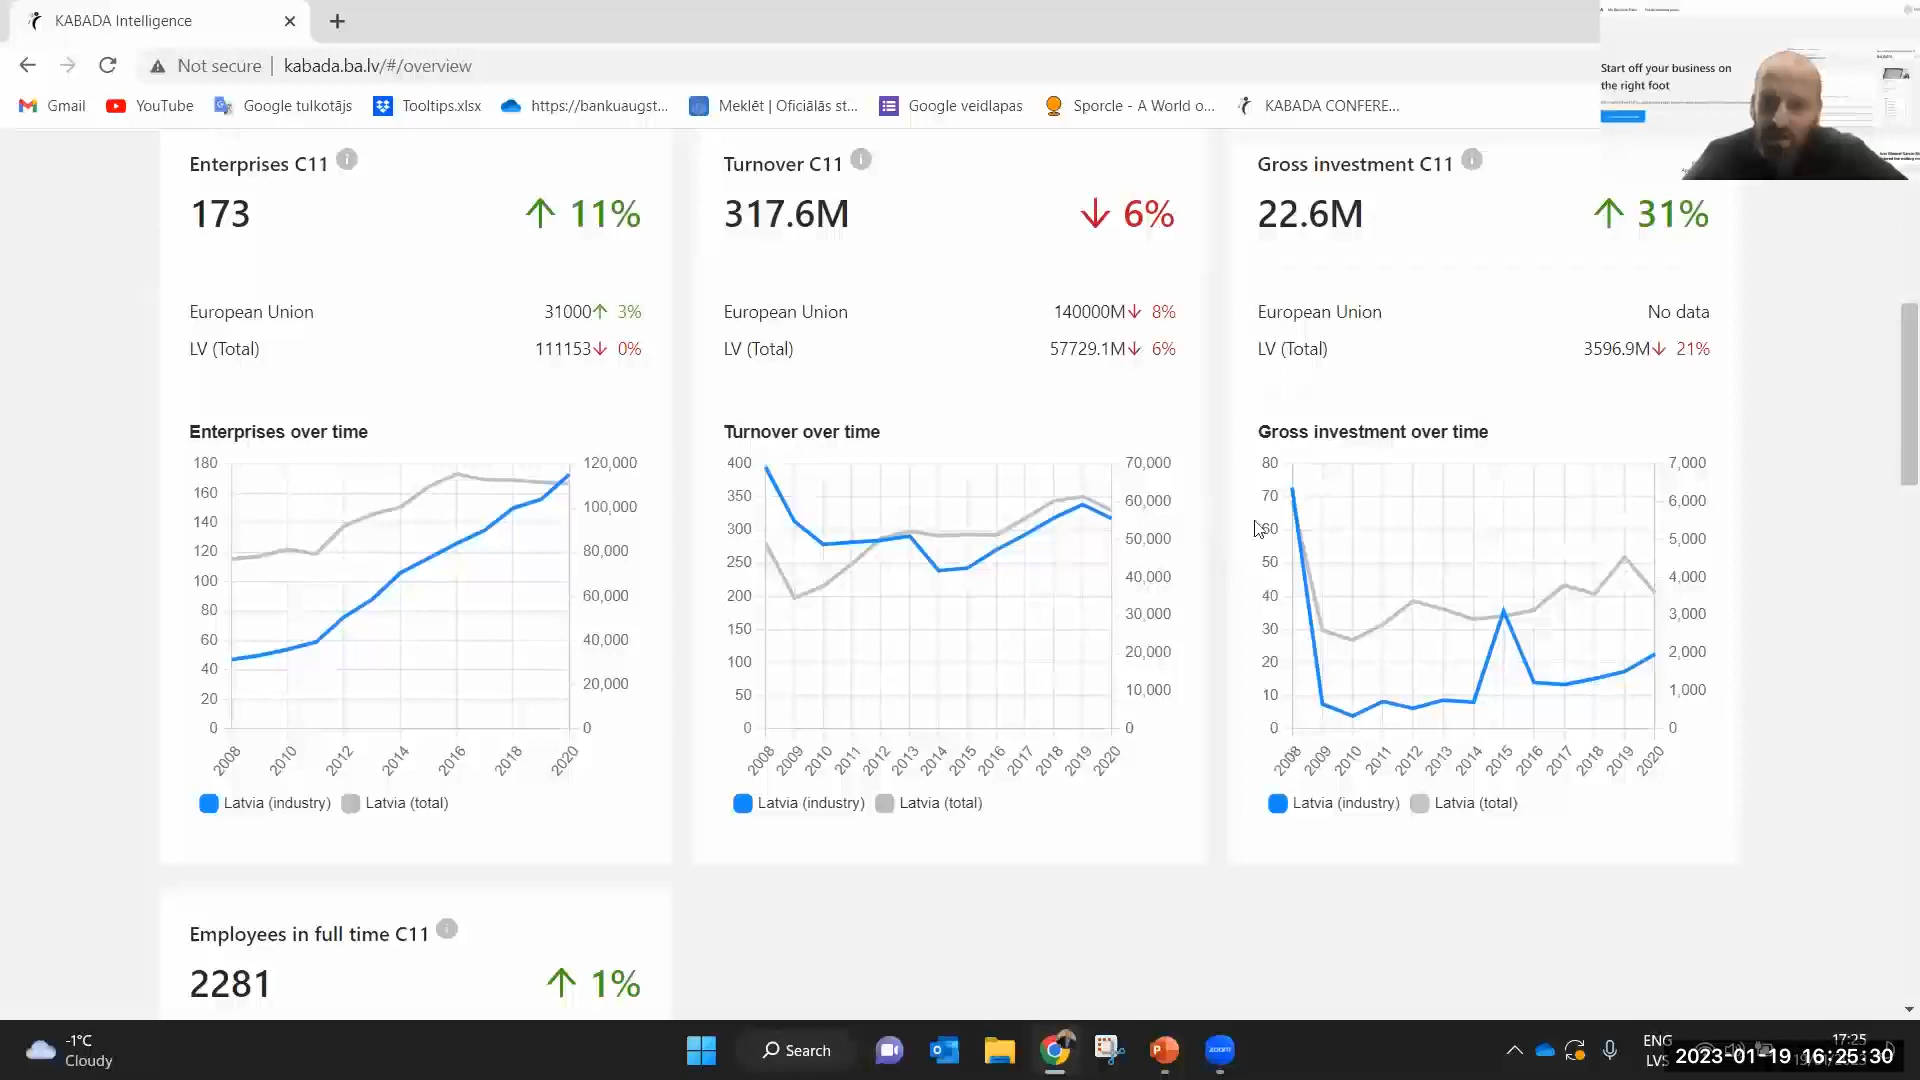 KABADA Intelligence
Not secure | kabada.ba.lv/#/overview
Gmail YouTube Google tulkotājs Tooltips.xlsx https://bankuaugst... Meklēt | Oficiālās st... Google veidlapas Sporcle - A World o... KABADA CONFERE...
Start off your business on
the right foot
Enterprises C11
173 ↑ 11%
European Union 31000↑ 3%
LV (Total) 111153↓ 0%
Enterprises over time
180 120,000
160
140 100,000
120 80,000
100
80 60,000
60 40,000
40 20,000
20
0 0
2008 2010 2012 2014 2016 2018 2020
Latvia (industry) Latvia (total)
Turnover C11
317.6M ↓ 6%
European Union 140000M↓ 8%
LV (Total) 57729.1M↓ 6%
Turnover over time
400 70,000
350 60,000
300 50,000
250 40,000
200 30,000
150 20,000
100 10,000
50
0 0
2008 2009 2010 2011 2012 2013 2014 2015 2016 2017 2018 2019 2020
Latvia (industry) Latvia (total)
Gross investment C11
22.6M ↑ 31%
European Union No data
LV (Total) 3596.9M↓ 21%
Gross investment over time
80 7,000
70 6,000
60 5,000
50 4,000
40 3,000
30 2,000
20 1,000
10
0 0
2008 2009 2010 2011 2012 2013 2014 2015 2016 2017 2018 2019 2020
Latvia (industry) Latvia (total)
Employees in full time C11
2281 ↑ 1%
-1°C
Cloudy
Search
zoom
ENG
LVS
17:25
2023-01-19 16:25:30